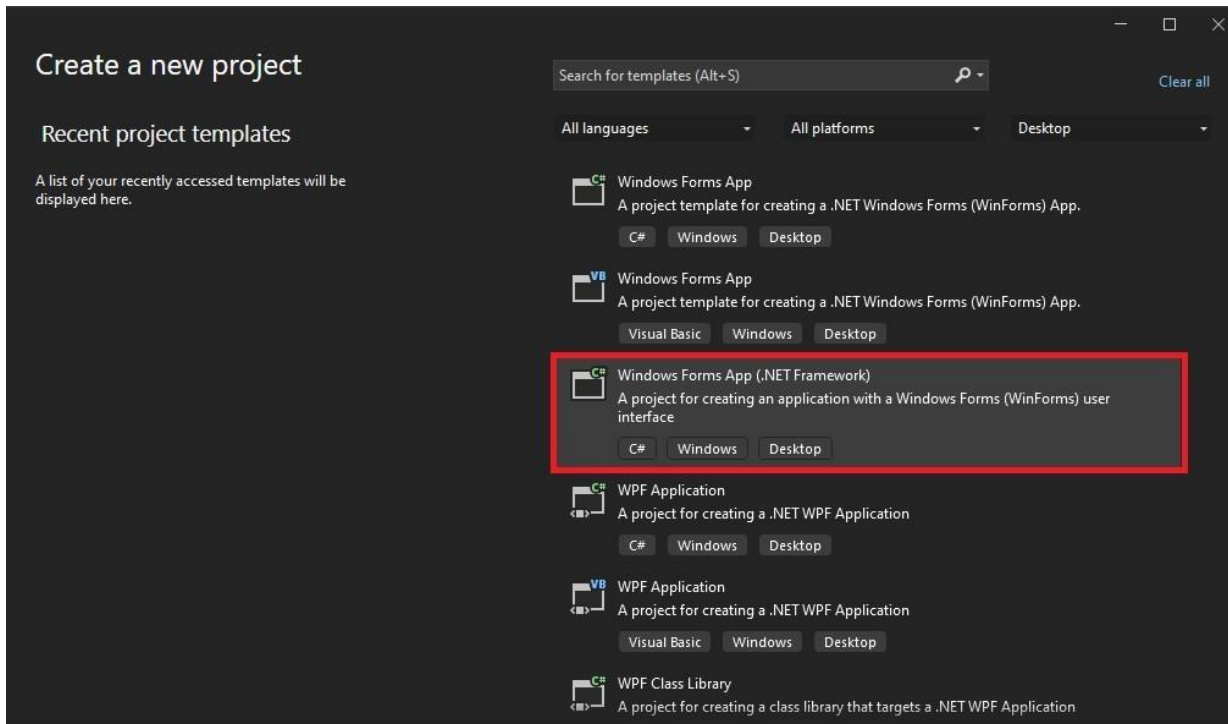 Create a new project
Recent project templates
A list of your recently accessed templates will be
displayed here.
Search for templates (Alt+S)
Clear all
All languages
All platforms
Desktop
C#
Windows Forms App
A project template for creating a .NET Windows Forms (WinForms) App.
C# Windows Desktop
VB
Windows Forms App
A project template for creating a .NET Windows Forms (WinForms) App.
Visual Basic Windows Desktop
C#
Windows Forms App (.NET Framework)
A project for creating an application with a Windows Forms (WinForms) user
interface
C# Windows Desktop
C#
WPF Application
A project for creating a .NET WPF Application
C# Windows Desktop
VB
WPF Application
A project for creating a .NET WPF Application
Visual Basic Windows Desktop
C#
WPF Class Library
A project for creating a class library that targets a .NET WPF Application